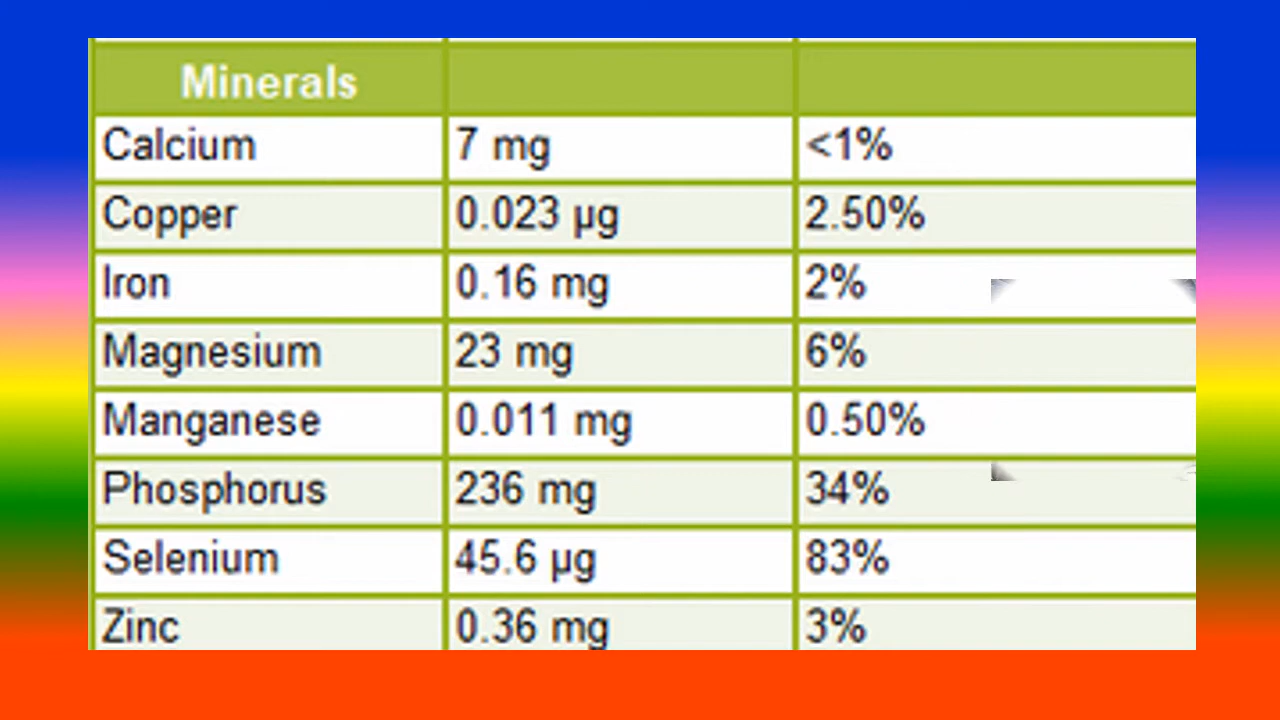 Minerals
Calcium 7 mg <1%
Copper 0.023 µg 2.50%
Iron 0.16 mg 2%
Magnesium 23 mg 6%
Manganese 0.011 mg 0.50%
Phosphorus 236 mg 34%
Selenium 45.6 µg 83%
Zinc 0.36 mg 3%